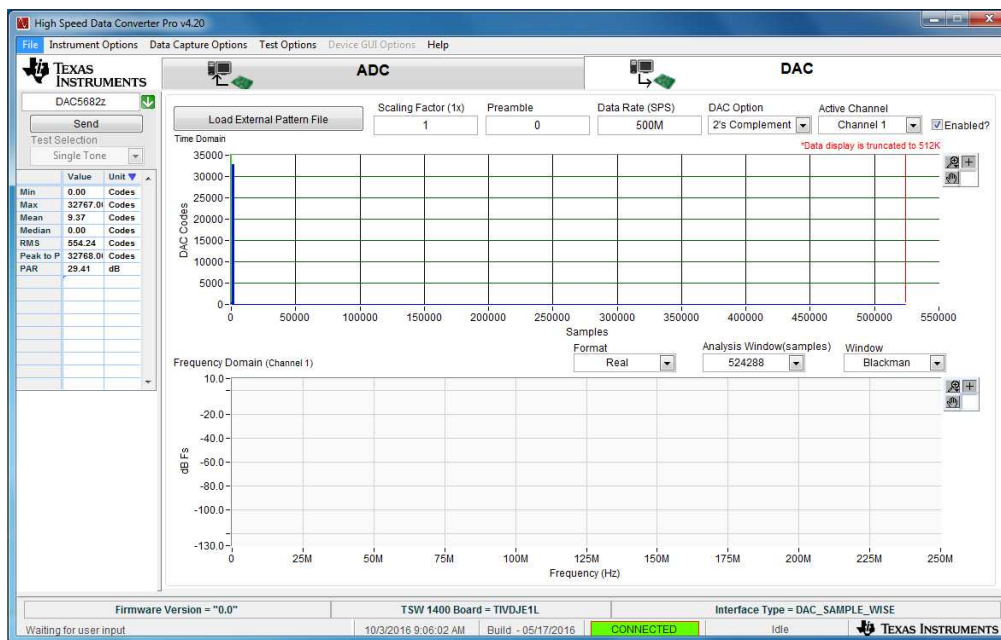 High Speed Data Converter Pro v4.20
File Instrument Options Data Capture Options Test Options Device GUI Options Help
TEXAS INSTRUMENTS
ADC
DAC
DAC5682z
Send
Test Selection
Single Tone
Value Unit
Min 0.00 Codes
Max 32767.0 Codes
Mean 9.37 Codes
Median 0.00 Codes
RMS 554.24 Codes
Peak to P 32768.0 Codes
PAR 29.41 dB
Load External Pattern File
Scaling Factor (1x) Preamble Data Rate (SPS) DAC Option Active Channel
1 0 500M 2's Complement Channel 1 Enabled?
Time Domain
*Data display is truncated to 512K
DAC Codes
35000
30000
25000
20000
15000
10000
5000
0
0 50000 100000 150000 200000 250000 300000 350000 400000 450000 500000 550000
Samples
Format Analysis Window(samples) Window
Real 524288 Blackman
Frequency Domain (Channel 1)
dB Fs
10.0
-20.0
-40.0
-60.0
-80.0
-100.0
-130.0
0 25M 50M 75M 100M 125M 150M 175M 200M 225M 250M
Frequency (Hz)
Firmware Version = "0.0" TSW 1400 Board = TIVDJE1L Interface Type = DAC_SAMPLE_WISE
Waiting for user input 10/3/2016 9:06:02 AM Build - 05/17/2016 CONNECTED Idle TEXAS INSTRUMENTS